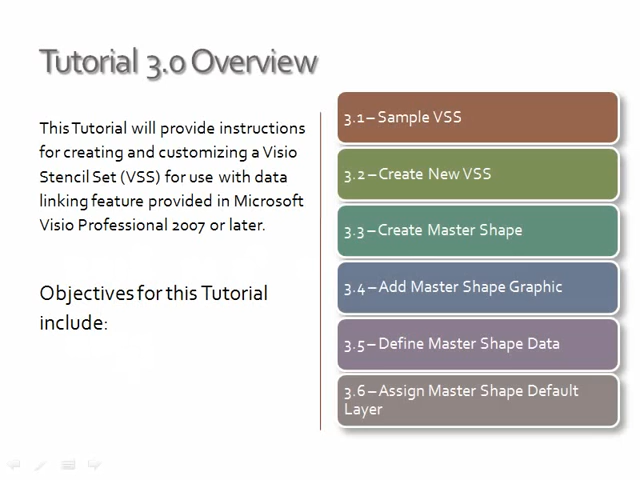 Tutorial 3.0 Overview
This Tutorial will provide instructions
for creating and customizing a Visio
Stencil Set (VSS) for use with data
linking feature provided in Microsoft
Visio Professional 2007 or later.
Objectives for this Tutorial
include:
3.1 – Sample VSS
3.2 – Create New VSS
3.3 – Create Master Shape
3.4 – Add Master Shape Graphic
3.5 – Define Master Shape Data
3.6 – Assign Master Shape Default
Layer